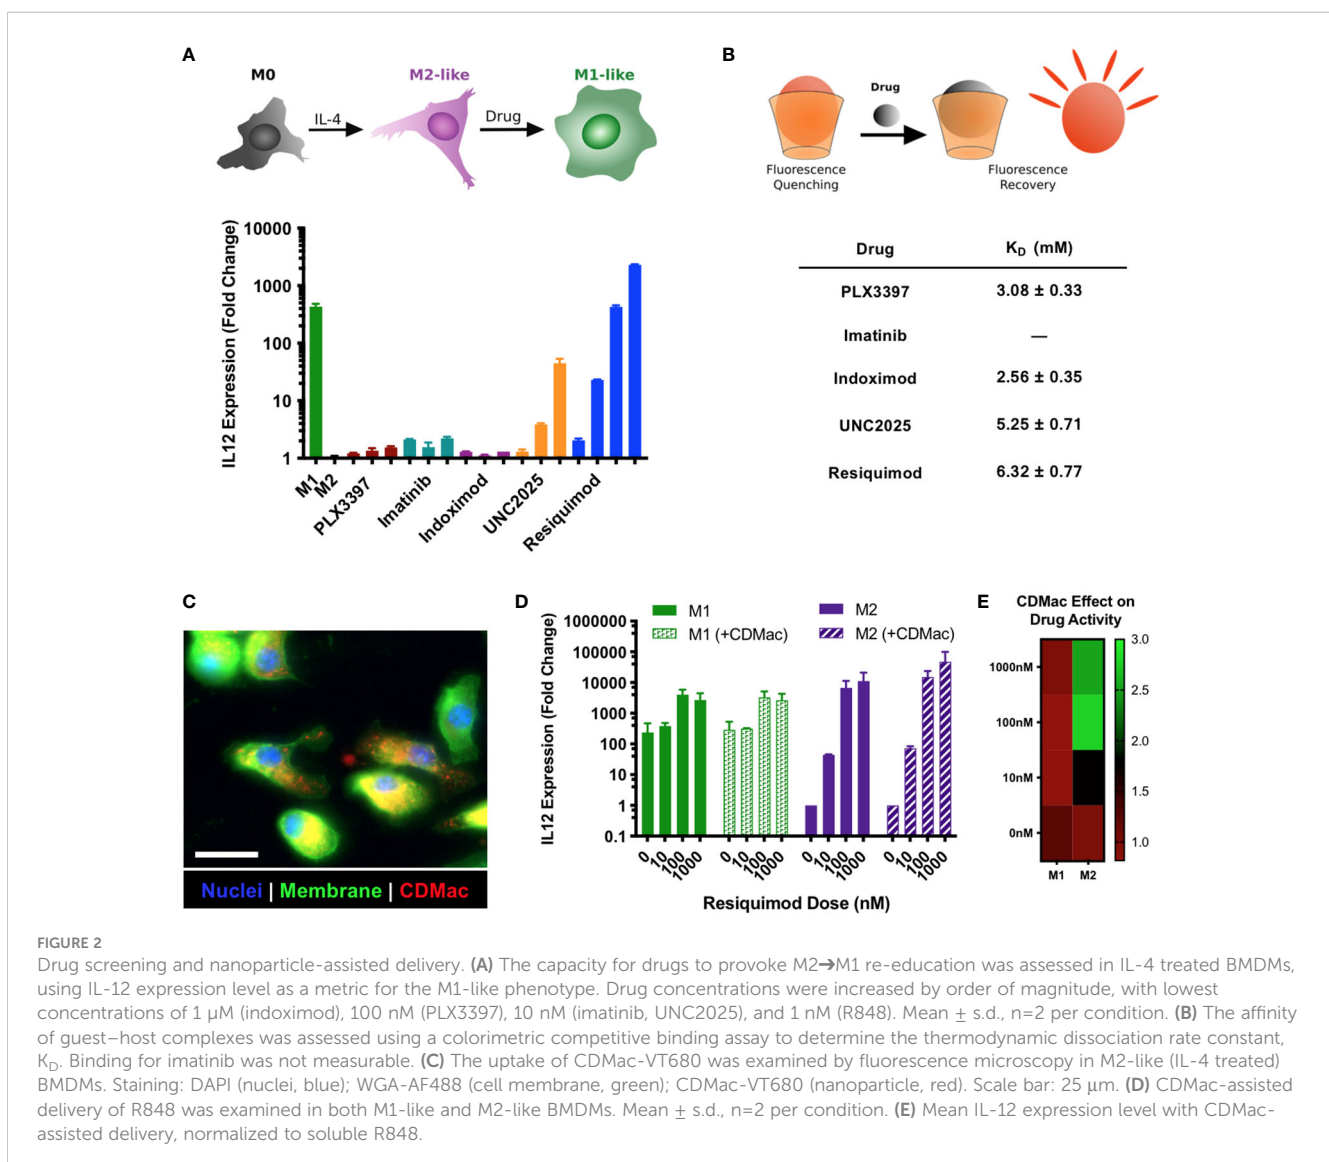 A
M0
M2-like
M1-like
IL-4
Drug
IL12 Expression (Fold Change)
10000
1000
100
10
1
M1
M2
PLX3397
Imatinib
Indoximod
UNC2025
Resiquimod
B
Drug
Fluorescence
Quenching
Fluorescence
Recovery
Drug KD (mM)
PLX3397 3.08 ± 0.33
Imatinib —
Indoximod 2.56 ± 0.35
UNC2025 5.25 ± 0.71
Resiquimod 6.32 ± 0.77
C
Nuclei | Membrane | CDMac
D
M1
M1 (+CDMac)
M2
M2 (+CDMac)
IL12 Expression (Fold Change)
1000000
100000
10000
1000
100
10
1
0.1
0 10 100 1000 0 10 100 1000 0 10 100 1000 0 10 100 1000
Resiquimod Dose (nM)
E
CDMac Effect on
Drug Activity
1000nM
100nM
10nM
0nM
M1 M2
3.0
2.5
2.0
1.5
1.0
FIGURE 2
Drug screening and nanoparticle-assisted delivery. (A) The capacity for drugs to provoke M2➔M1 re-education was assessed in IL-4 treated BMDMs,
using IL-12 expression level as a metric for the M1-like phenotype. Drug concentrations were increased by order of magnitude, with lowest
concentrations of 1 µM (indoximod), 100 nM (PLX3397), 10 nM (imatinib, UNC2025), and 1 nM (R848). Mean ± s.d., n=2 per condition. (B) The affinity
of guest–host complexes was assessed using a colorimetric competitive binding assay to determine the thermodynamic dissociation rate constant,
KD. Binding for imatinib was not measurable. (C) The uptake of CDMac-VT680 was examined by fluorescence microscopy in M2-like (IL-4 treated)
BMDMs. Staining: DAPI (nuclei, blue); WGA-AF488 (cell membrane, green); CDMac-VT680 (nanoparticle, red). Scale bar: 25 µm. (D) CDMac-assisted
delivery of R848 was examined in both M1-like and M2-like BMDMs. Mean ± s.d., n=2 per condition. (E) Mean IL-12 expression level with CDMac-
assisted delivery, normalized to soluble R848.